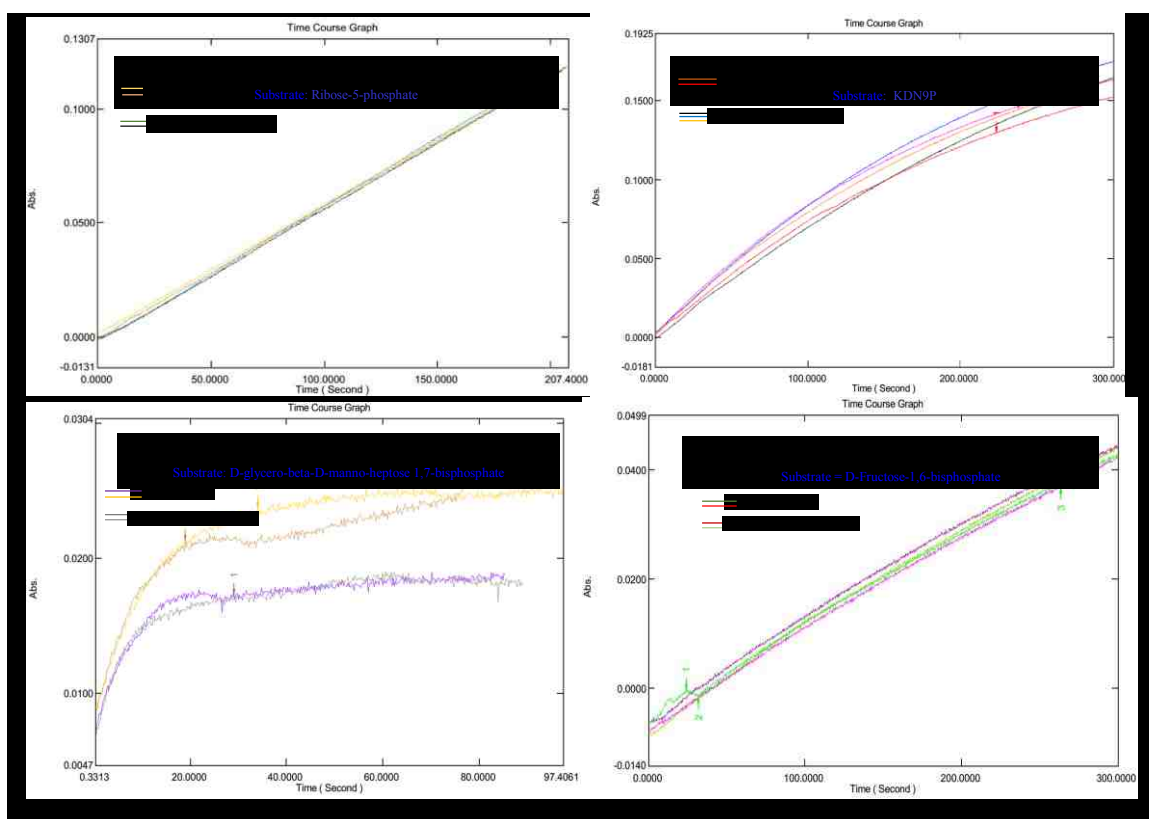 Time Course Graph
0.1307
Substrate: Ribose-5-phosphate
0.1000
Abs.
0.0500
0.0000
-0.0131
0.0000 50.0000 100.0000 150.0000 207.4000
Time ( Second )
Time Course Graph
0.1925
Substrate: KDN9P
0.1500
Abs.
0.1000
0.0500
0.0000
-0.0181
0.0000 100.0000 200.0000 300.000
Time ( Second )
Time Course Graph
0.0304
Substrate: D-glycero-beta-D-manno-heptose 1,7-bisphosphate
0.0200
Abs.
1
0.0100
0.0047
0.3313 20.0000 40.0000 60.0000 80.0000 97.4061
Time ( Second )
Time Course Graph
0.0499
0.0400
Substrate = D-Fructose-1,6-bisphosphate
3
0.0200
Abs.
1
0.0000
2
-0.0140
0.0000 100.0000 200.0000 300.0000
Time ( Second )